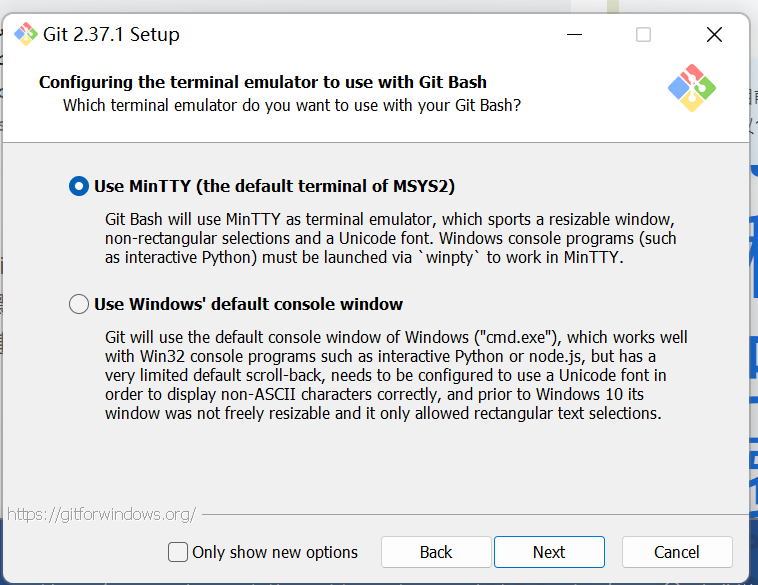 Git 2.37.1 Setup
Configuring the terminal emulator to use with Git Bash
Which terminal emulator do you want to use with your Git Bash?
Use MinTTY (the default terminal of MSYS2)
Git Bash will use MinTTY as terminal emulator, which sports a resizable window,
non-rectangular selections and a Unicode font. Windows console programs (such
as interactive Python) must be launched via `winpty` to work in MinTTY.
Use Windows' default console window
Git will use the default console window of Windows ("cmd.exe"), which works well
with Win32 console programs such as interactive Python or node.js, but has a
very limited default scroll-back, needs to be configured to use a Unicode font in
order to display non-ASCII characters correctly, and prior to Windows 10 its
window was not freely resizable and it only allowed rectangular text selections.
https://gitforwindows.org/
Only show new options
Back
Next
Cancel